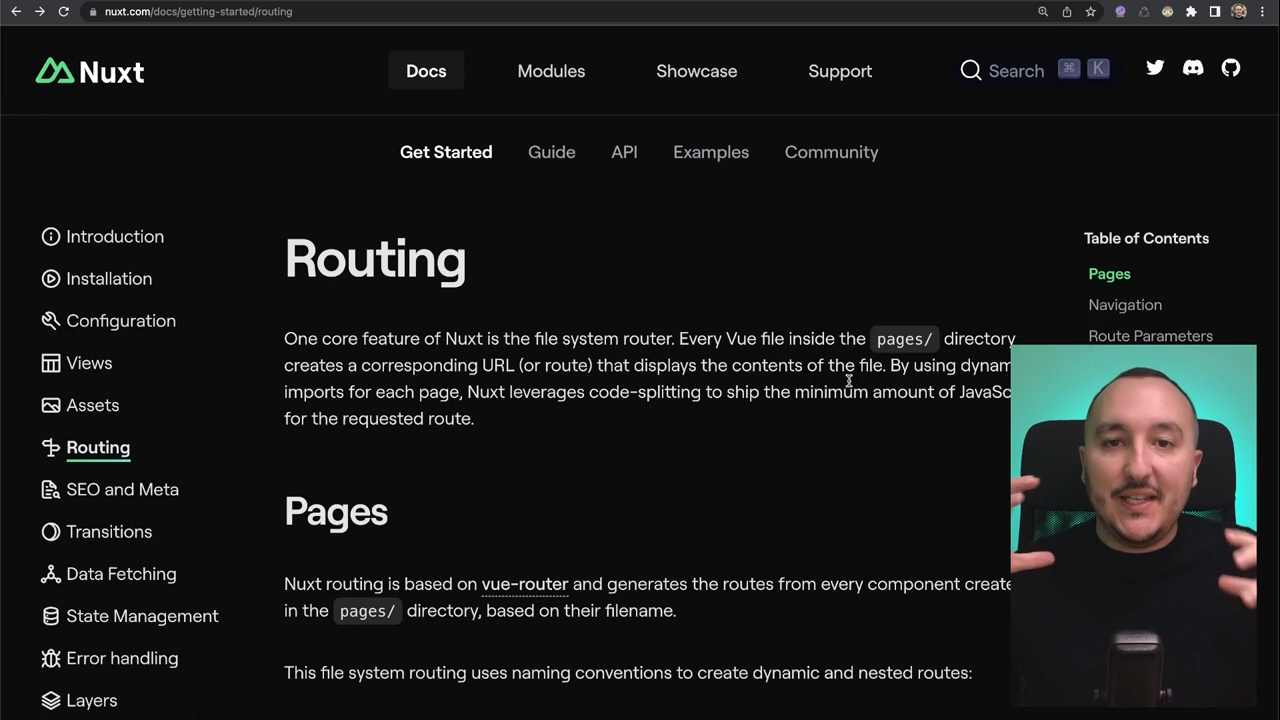 nuxt.com/docs/getting-started/routing
Nuxt
Docs
Modules
Showcase
Support
Search
⌘ K
Get Started
Guide
API
Examples
Community
Introduction
Installation
Configuration
Views
Assets
Routing
SEO and Meta
Transitions
Data Fetching
State Management
Error handling
Layers
Routing
One core feature of Nuxt is the file system router. Every Vue file inside the pages/ directory
creates a corresponding URL (or route) that displays the contents of the file. By using dynam
imports for each page, Nuxt leverages code-splitting to ship the minimum amount of JavaSc
for the requested route.
Pages
Nuxt routing is based on vue-router and generates the routes from every component create
in the pages/ directory, based on their filename.
This file system routing uses naming conventions to create dynamic and nested routes:
Table of Contents
Pages
Navigation
Route Parameters